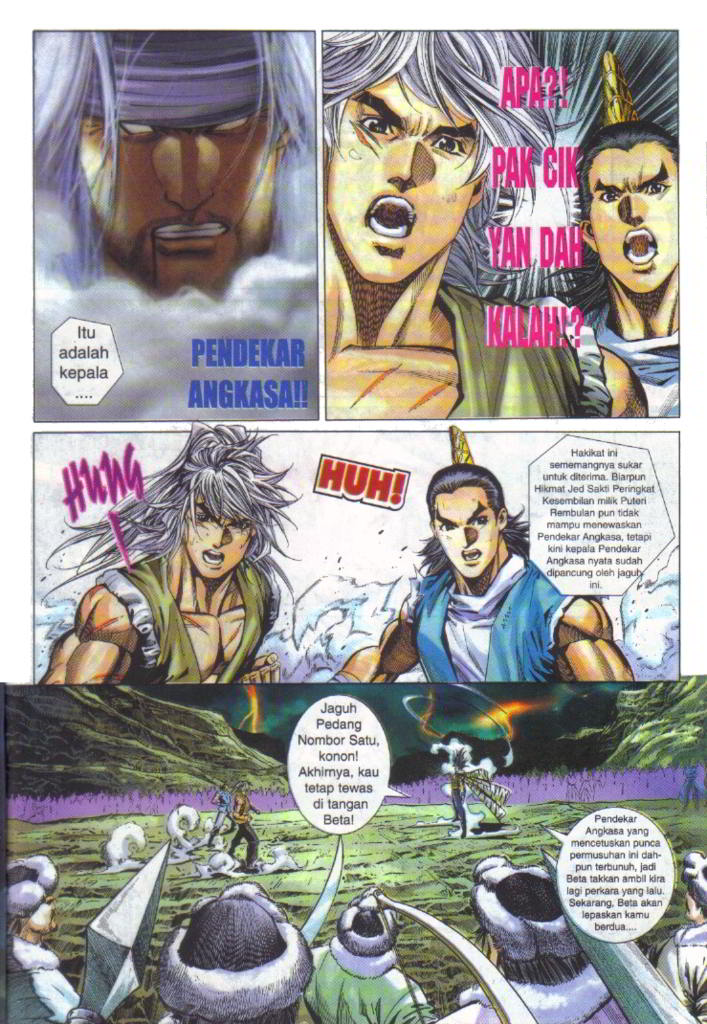 Itu
adalah
kepala
....
PENDEKAR
ANGKASA!!
APA?!
PAK CIK
YAN DAH
KALAH!?
HUNG
!
HUH!
Hakikat ini
sememangnya sukar
untuk diterima. Biarpun
Hikmat Jed Sakti Peringkat
Kesembilan milik Puteri
Rembulan pun tidak
mampu menewaskan
Pendekar Angkasa, tetapi
kini kepala Pendekar
Angkasa nyata sudah
dipancung oleh jaguh
ini.
Jaguh
Pedang
Nombor Satu,
konon!
Akhirnya, kau
tetap tewas
di tangan
Beta!
Pendekar
Angkasa yang
mencetuskan punca
permusuhan ini dah-
pun terbunuh, jadi
Beta takkan ambil kira
lagi perkara yang lalu.
Sekarang, Beta akan
lepaskan kamu
berdua....